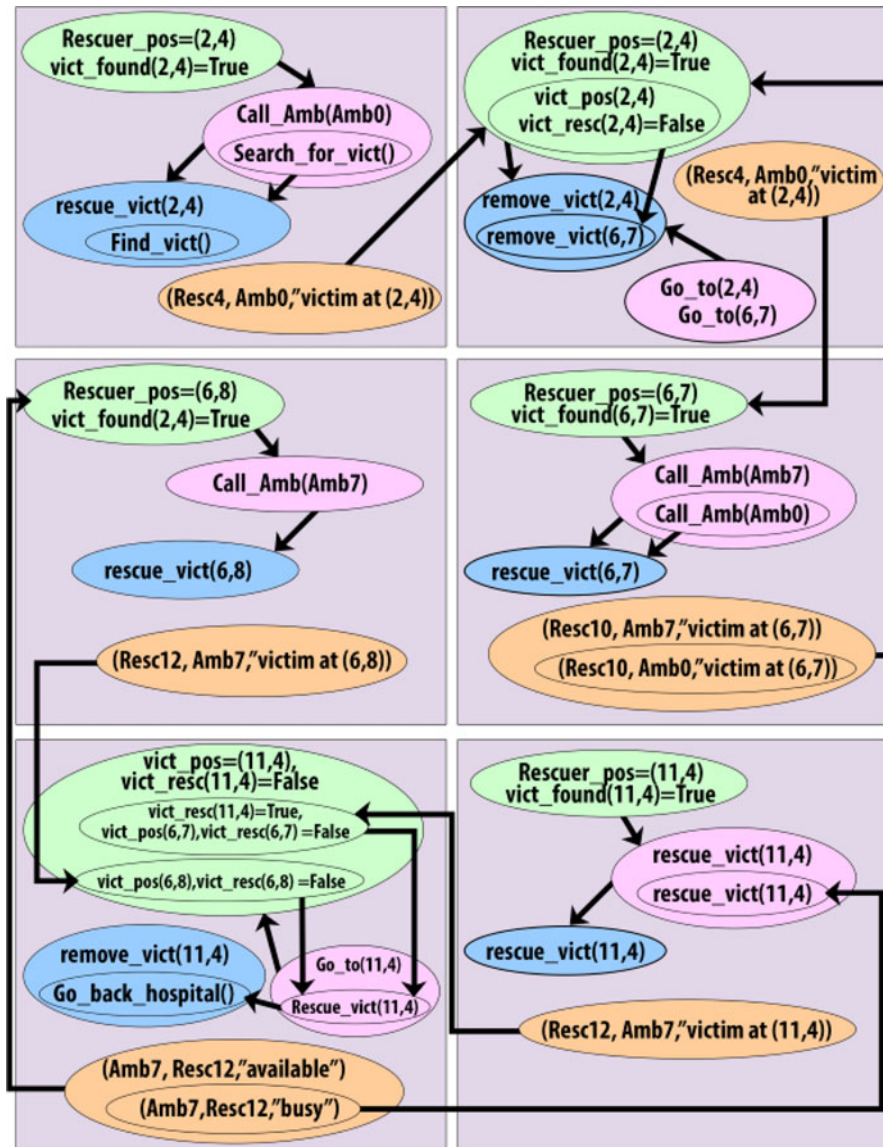 Rescuer_pos=(2,4)
vict_found(2,4)=True
Call_Amb(Amb0)
Search_for_vict()
rescue_vict(2,4)
Find_vict()
(Resc4, Amb0,"victim at (2,4))
Rescuer_pos=(2,4)
vict_found(2,4)=True
vict_pos(2,4)
vict_resc(2,4)=False
(Resc4, Amb0,"victim
at (2,4))
remove_vict(2,4)
remove_vict(6,7)
Go_to(2,4)
Go_to(6,7)
Rescuer_pos=(6,8)
vict_found(2,4)=True
Call_Amb(Amb7)
rescue_vict(6,8)
(Resc12, Amb7,"victim at (6,8))
Rescuer_pos=(6,7)
vict_found(6,7)=True
Call_Amb(Amb7)
Call_Amb(Amb0)
rescue_vict(6,7)
(Resc10, Amb7,"victim at (6,7))
(Resc10, Amb0,"victim at (6,7))
vict_pos=(11,4),
vict_resc(11,4)=False
vict_resc(11,4)=True,
vict_pos(6,7),vict_resc(6,7) =False
vict_pos(6,8),vict_resc(6,8) =False
remove_vict(11,4)
Go_back_hospital()
Go_to(11,4)
Rescue_vict(11,4)
(Amb7, Resc12,"available")
(Amb7,Resc12,"busy")
Rescuer_pos=(11,4)
vict_found(11,4)=True
rescue_vict(11,4)
rescue_vict(11,4)
rescue_vict(11,4)
(Resc12, Amb7,"victim at (11,4))